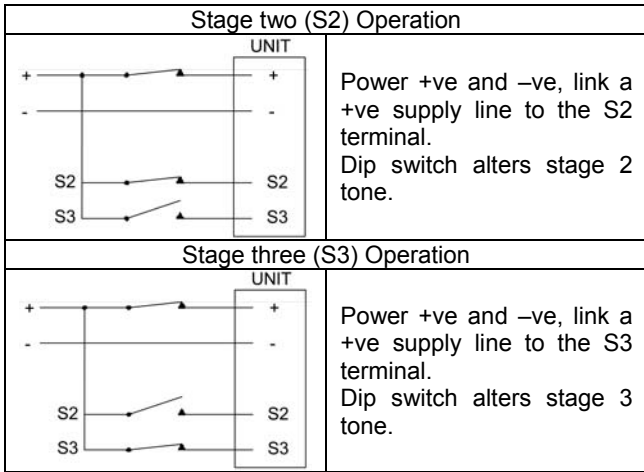 Stage two (S2) Operation
UNIT
+ +
- -
S2 S2
S3 S3
Power +ve and –ve, link a
+ve supply line to the S2
terminal.
Dip switch alters stage 2
tone.
Stage three (S3) Operation
UNIT
+ +
- -
S2 S2
S3 S3
Power +ve and –ve, link a
+ve supply line to the S3
terminal.
Dip switch alters stage 3
tone.